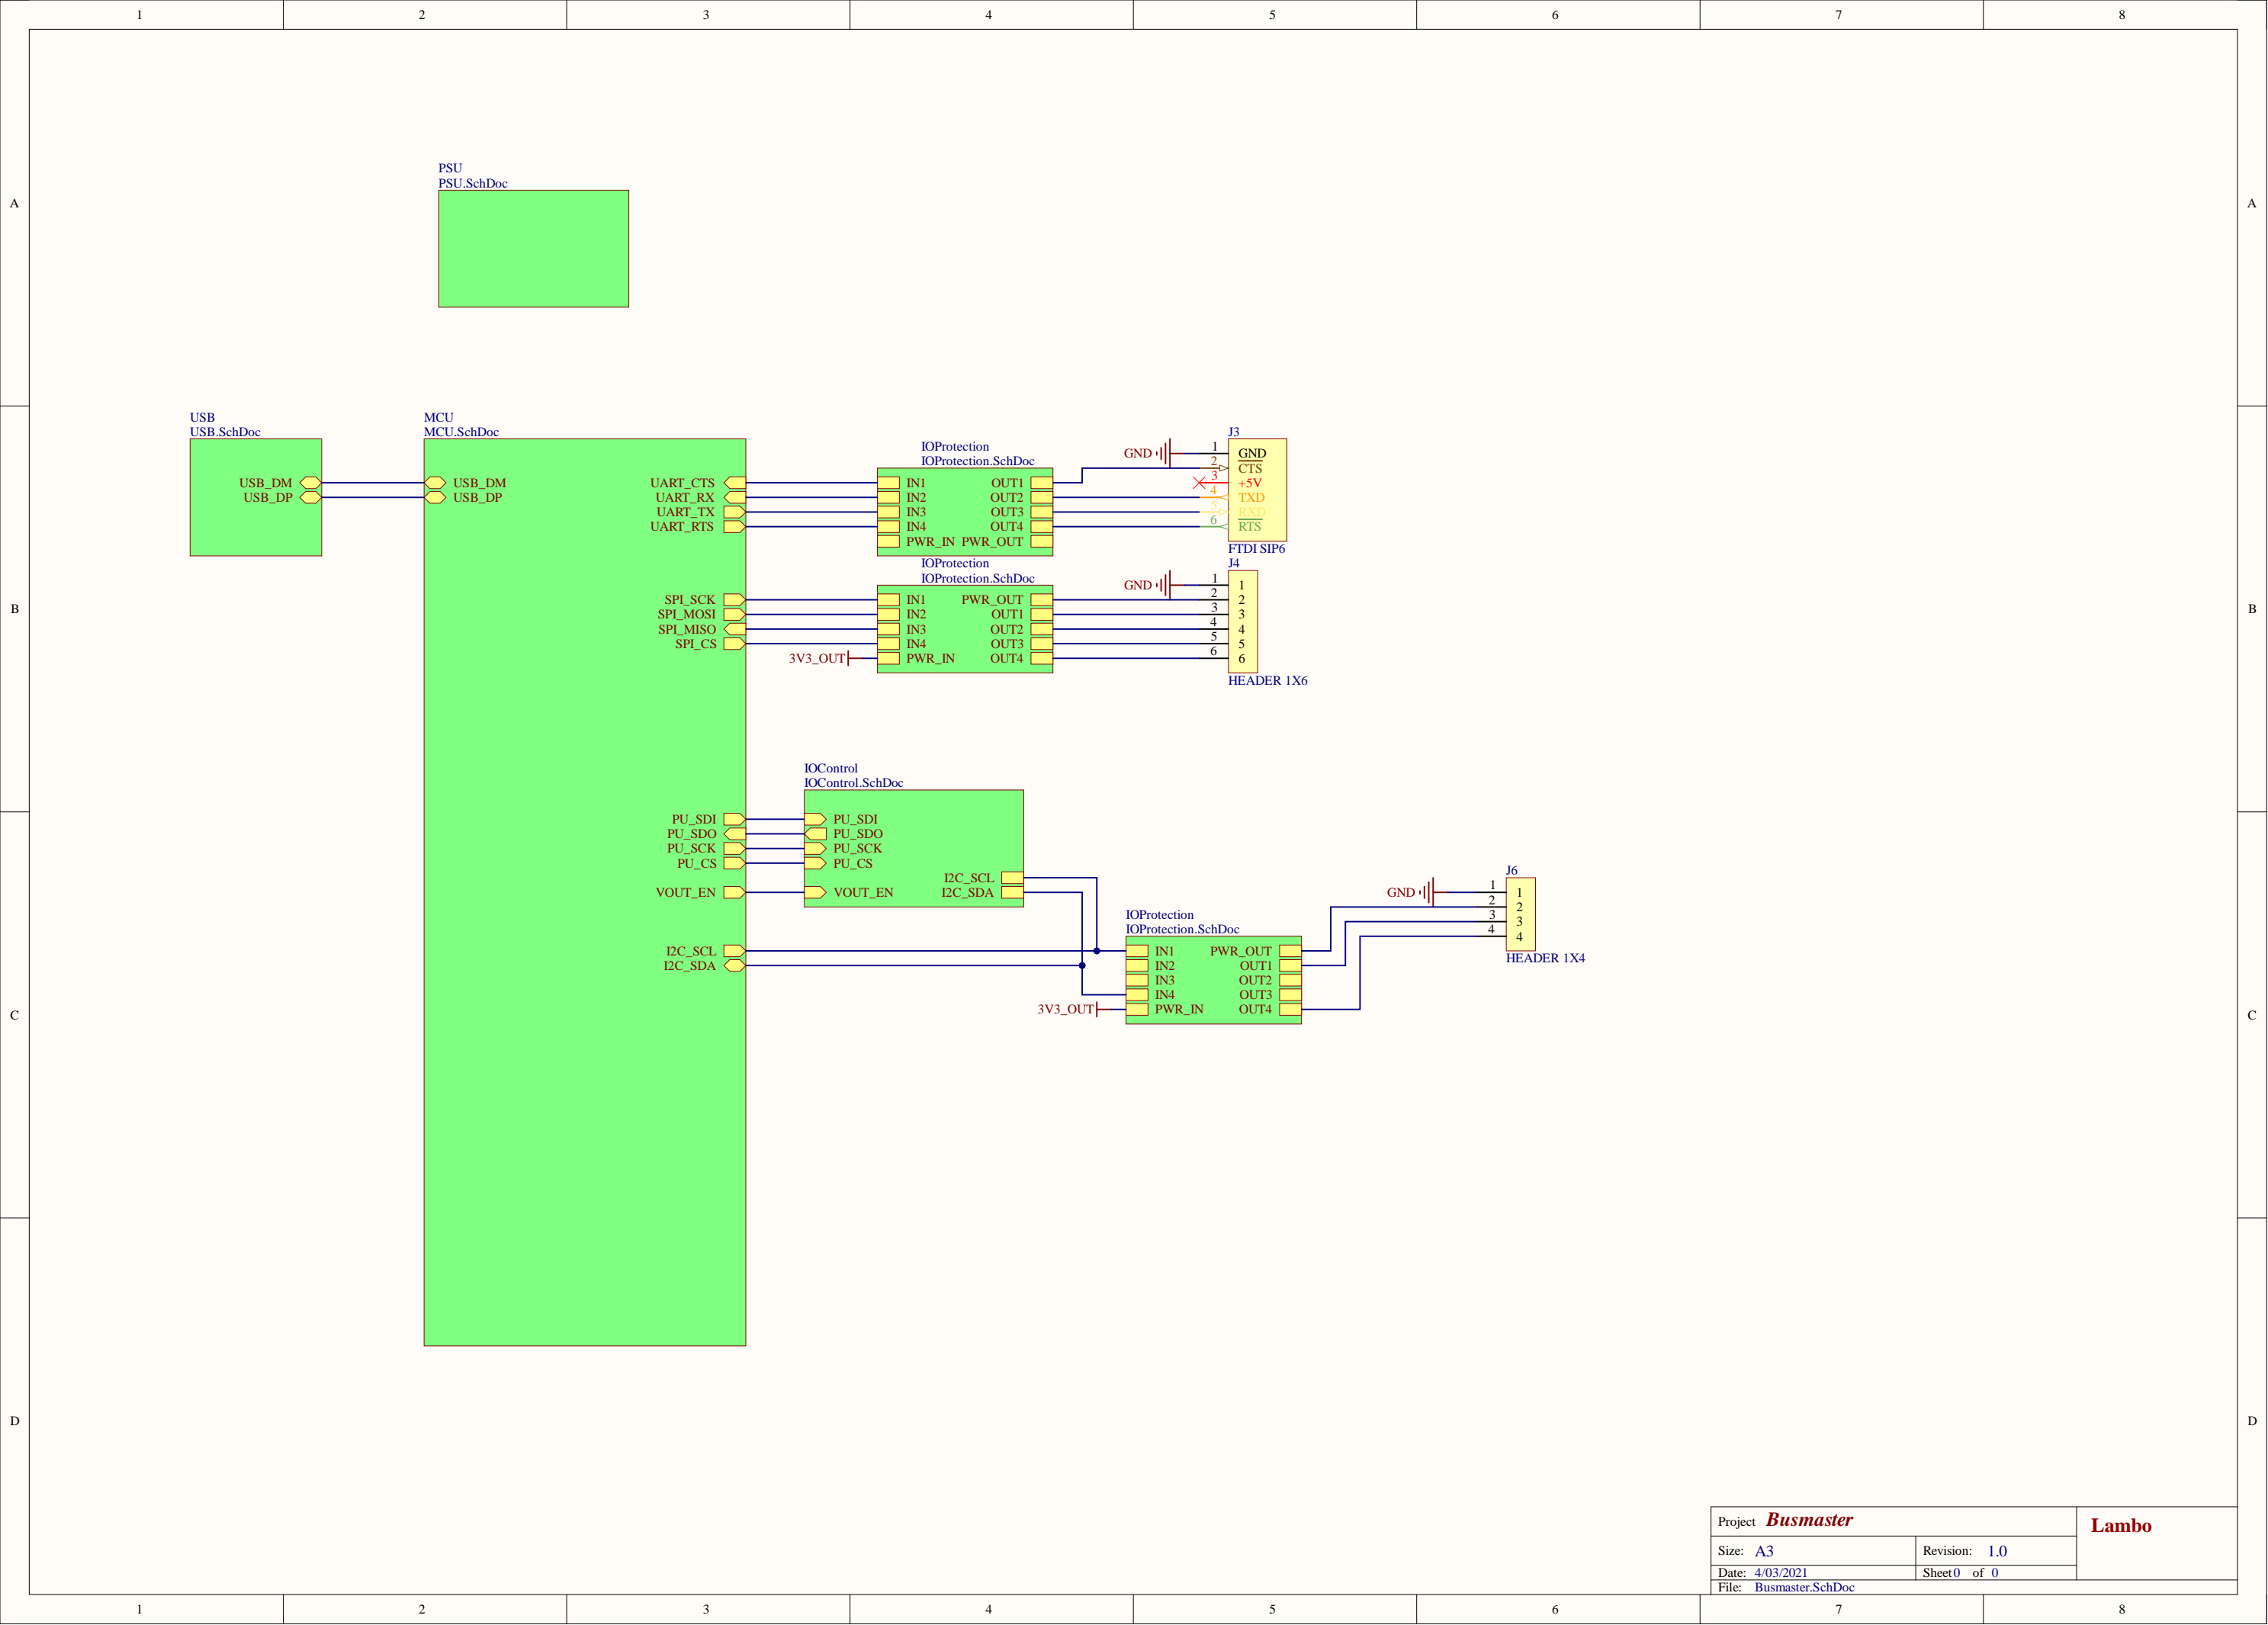 1 2 3 4 5 6 7 8
A A
PSU
PSU.SchDoc
USB
USB.SchDoc
USB_DM
USB_DP
MCU
MCU.SchDoc
USB_DM
USB_DP
UART_CTS
UART_RX
UART_TX
UART_RTS
SPI_SCK
SPI_MOSI
SPI_MISO
SPI_CS
PU_SDI
PU_SDO
PU_SCK
PU_CS
VOUT_EN
I2C_SCL
I2C_SDA
IOProtection
IOProtection.SchDoc
IN1 OUT1
IN2 OUT2
IN3 OUT3
IN4 OUT4
PWR_IN PWR_OUT
J3
GND 1 GND
2 CTS
3 +5V
4 TXD
5 RXD
6 RTS
FTDI SIP6
B B
IOProtection
IOProtection.SchDoc
IN1 PWR_OUT
IN2 OUT1
IN3 OUT2
IN4 OUT3
3V3_OUT PWR_IN OUT4
J4
GND 1 1
2 2
3 3
4 4
5 5
6 6
HEADER 1X6
IOControl
IOControl.SchDoc
PU_SDI
PU_SDO
PU_SCK
PU_CS
I2C_SCL
VOUT_EN I2C_SDA
IOProtection
IOProtection.SchDoc
IN1 PWR_OUT
IN2 OUT1
IN3 OUT2
IN4 OUT3
3V3_OUT PWR_IN OUT4
J6
GND 1 1
2 2
3 3
4 4
HEADER 1X4
C C
D D
Project Busmaster
Lambo
Size: A3 Revision: 1.0
Date: 4/03/2021 Sheet 0 of 0
File: Busmaster.SchDoc
1 2 3 4 5 6 7 8